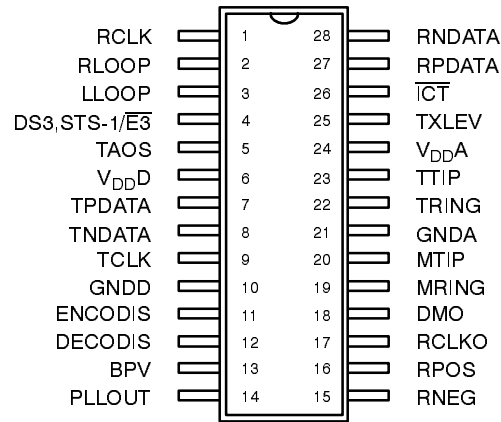 RCLK 1 28 RNDATA
RLOOP 2 27 RPDATA
LLOOP 3 26 I̅C̅T̅
DS3,STS-1/E̅3̅ 4 25 TXLEV
TAOS 5 24 VDDA
VDDD 6 23 TTIP
TPDATA 7 22 TRING
TNDATA 8 21 GNDA
TCLK 9 20 MTIP
GNDD 10 19 MRING
ENCODIS 11 18 DMO
DECODIS 12 17 RCLKO
BPV 13 16 RPOS
PLLOUT 14 15 RNEG